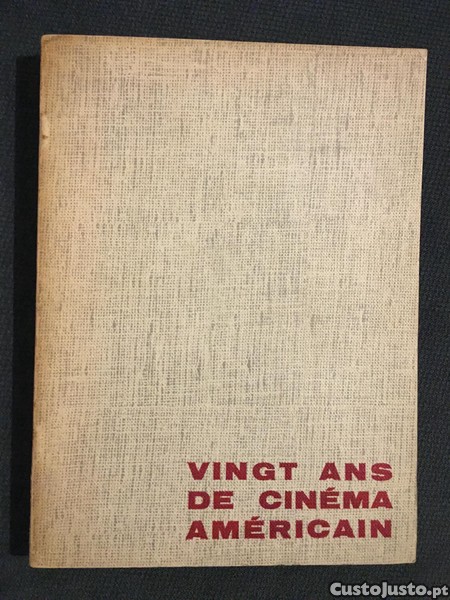 VINGT ANS
DE CINÉMA
AMÉRICAIN
CustoJusto.pt